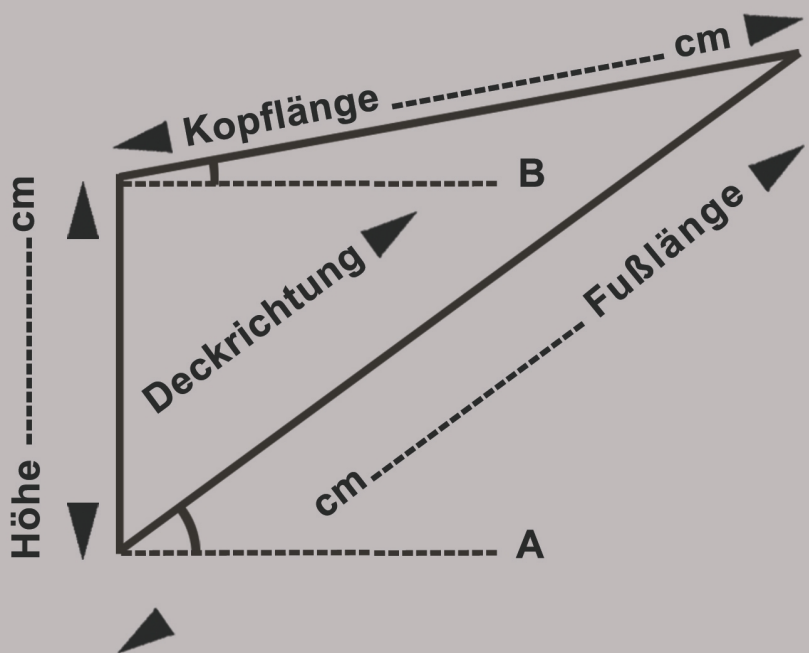 Kopflänge ---------- cm
Höhe ---------- cm
B
Deckrichtung
cm ---------- Fußlänge
A